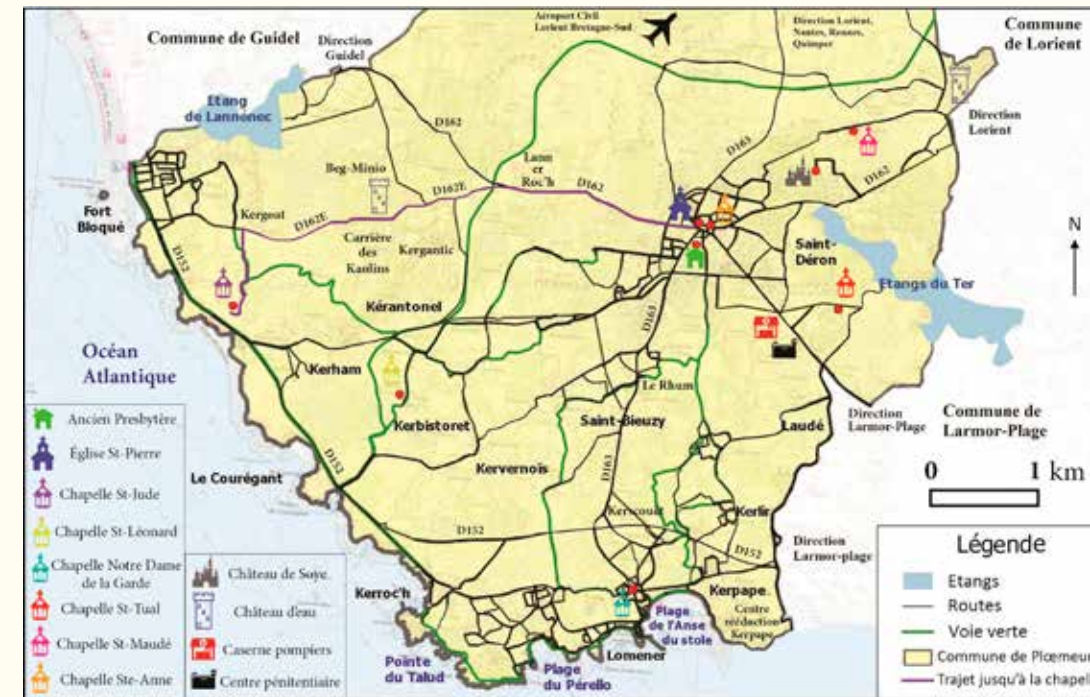 Aéroport Civil
Lorient Bretagne-Sud
Direction Lorient,
Nantes, Rennes,
Quimper
Commune
de Lorient
Commune de Guidel
Direction
Guidel
Etang
de Lannénec
D162
D163
Direction
Lorient
Beg-Minio
Lann
er
Roc'h
D162E
D162
D162
Fort
Bloqué
Kergoat
D162E
Carrière
des
Kaolins
Kergantic
Saint-
Déron
N
D152
Etangs du Ter
Kérantonel
D163
Océan
Atlantique
Kerham
Le Rhum
Ancien Presbytère
Kerbistoret
Saint-Bieuzy
Laudé
Direction
Larmor-Plage
Commune de
Larmor-Plage
Église St-Pierre
Kervernois
0 1 km
Le Courégant
D152
D163
Chapelle St-Jude
Kerlir
Chapelle St-Léonard
D152
D152
Direction
Larmor-plage
Légende
Chapelle Notre Dame
de la Garde
Château de Soye
Etangs
Kerroc'h
Kerpape
Routes
Chapelle St-Tual
Château d'eau
Plage
de l'Anse
du stole
Centre
rééducation
Kerpape
Voie verte
Chapelle St-Maudé
Caserne pompiers
Pointe
du Talud
Plage
du Pérello
Lomener
Commune de Plœmeur
Chapelle Ste-Anne
Centre pénitentiaire
Trajet jusqu'à la chapell